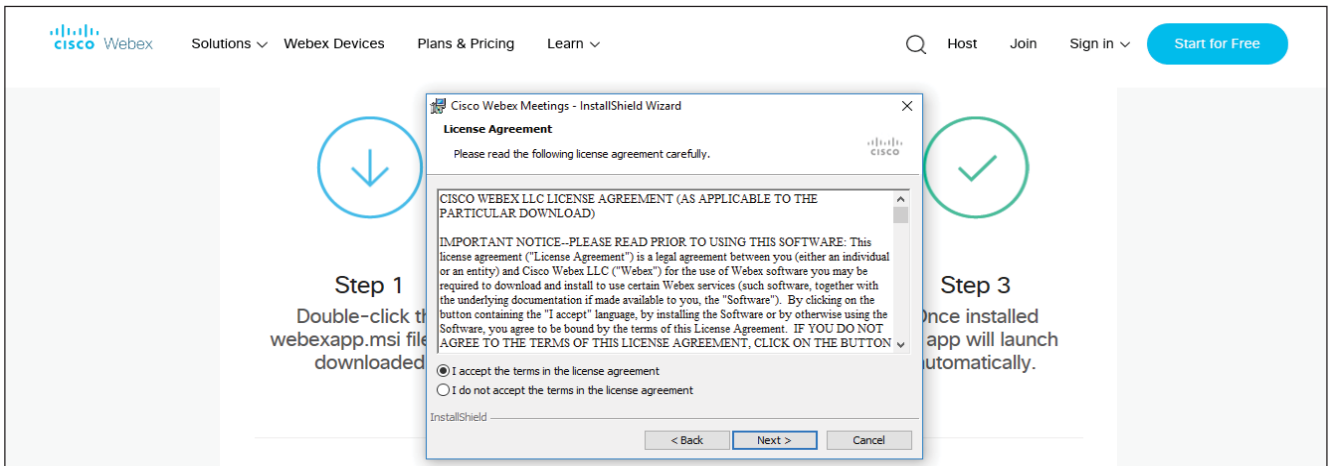 cisco Webex Solutions Webex Devices Plans & Pricing Learn Host Join Sign in Start for Free
Cisco Webex Meetings - InstallShield Wizard
License Agreement
Please read the following license agreement carefully.
cisco
CISCO WEBEX LLC LICENSE AGREEMENT (AS APPLICABLE TO THE
PARTICULAR DOWNLOAD)
IMPORTANT NOTICE--PLEASE READ PRIOR TO USING THIS SOFTWARE: This
license agreement ("License Agreement") is a legal agreement between you (either an individual
or an entity) and Cisco Webex LLC ("Webex") for the use of Webex software you may be
required to download and install to use certain Webex services (such software, together with
the underlying documentation if made available to you, the "Software"). By clicking on the
button containing the "I accept" language, by installing the Software or by otherwise using the
Software, you agree to be bound by the terms of this License Agreement. IF YOU DO NOT
AGREE TO THE TERMS OF THIS LICENSE AGREEMENT, CLICK ON THE BUTTON
I accept the terms in the license agreement
I do not accept the terms in the license agreement
InstallShield
< Back Next > Cancel
Step 1
Double-click
webexapp.msi file
downloaded
Step 3
Once installed
app will launch
automatically.